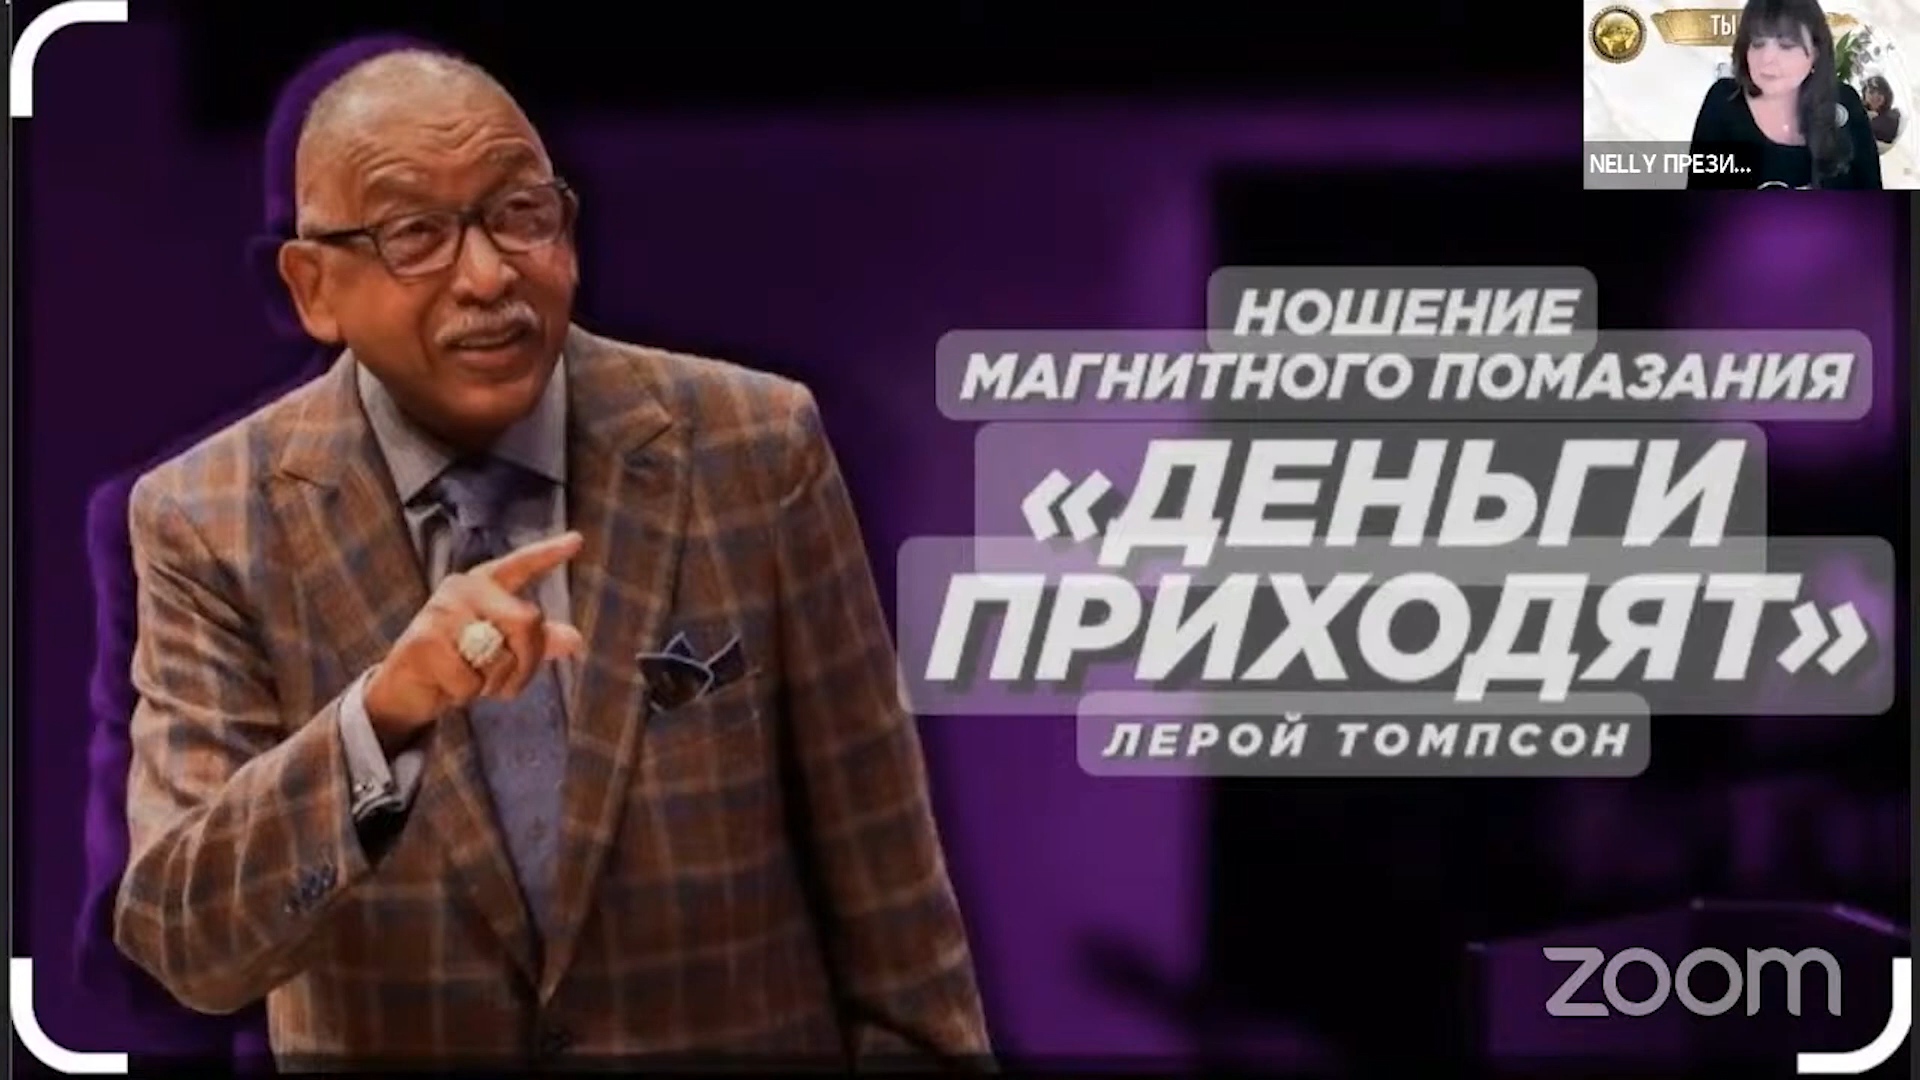 ТЫ
NELLY ПРЕЗИ...
НОШЕНИЕ
МАГНИТНОГО ПОМАЗАНИЯ
«ДЕНЬГИ
ПРИХОДЯТ»
ЛЕРОЙ ТОМПСОН
zoom